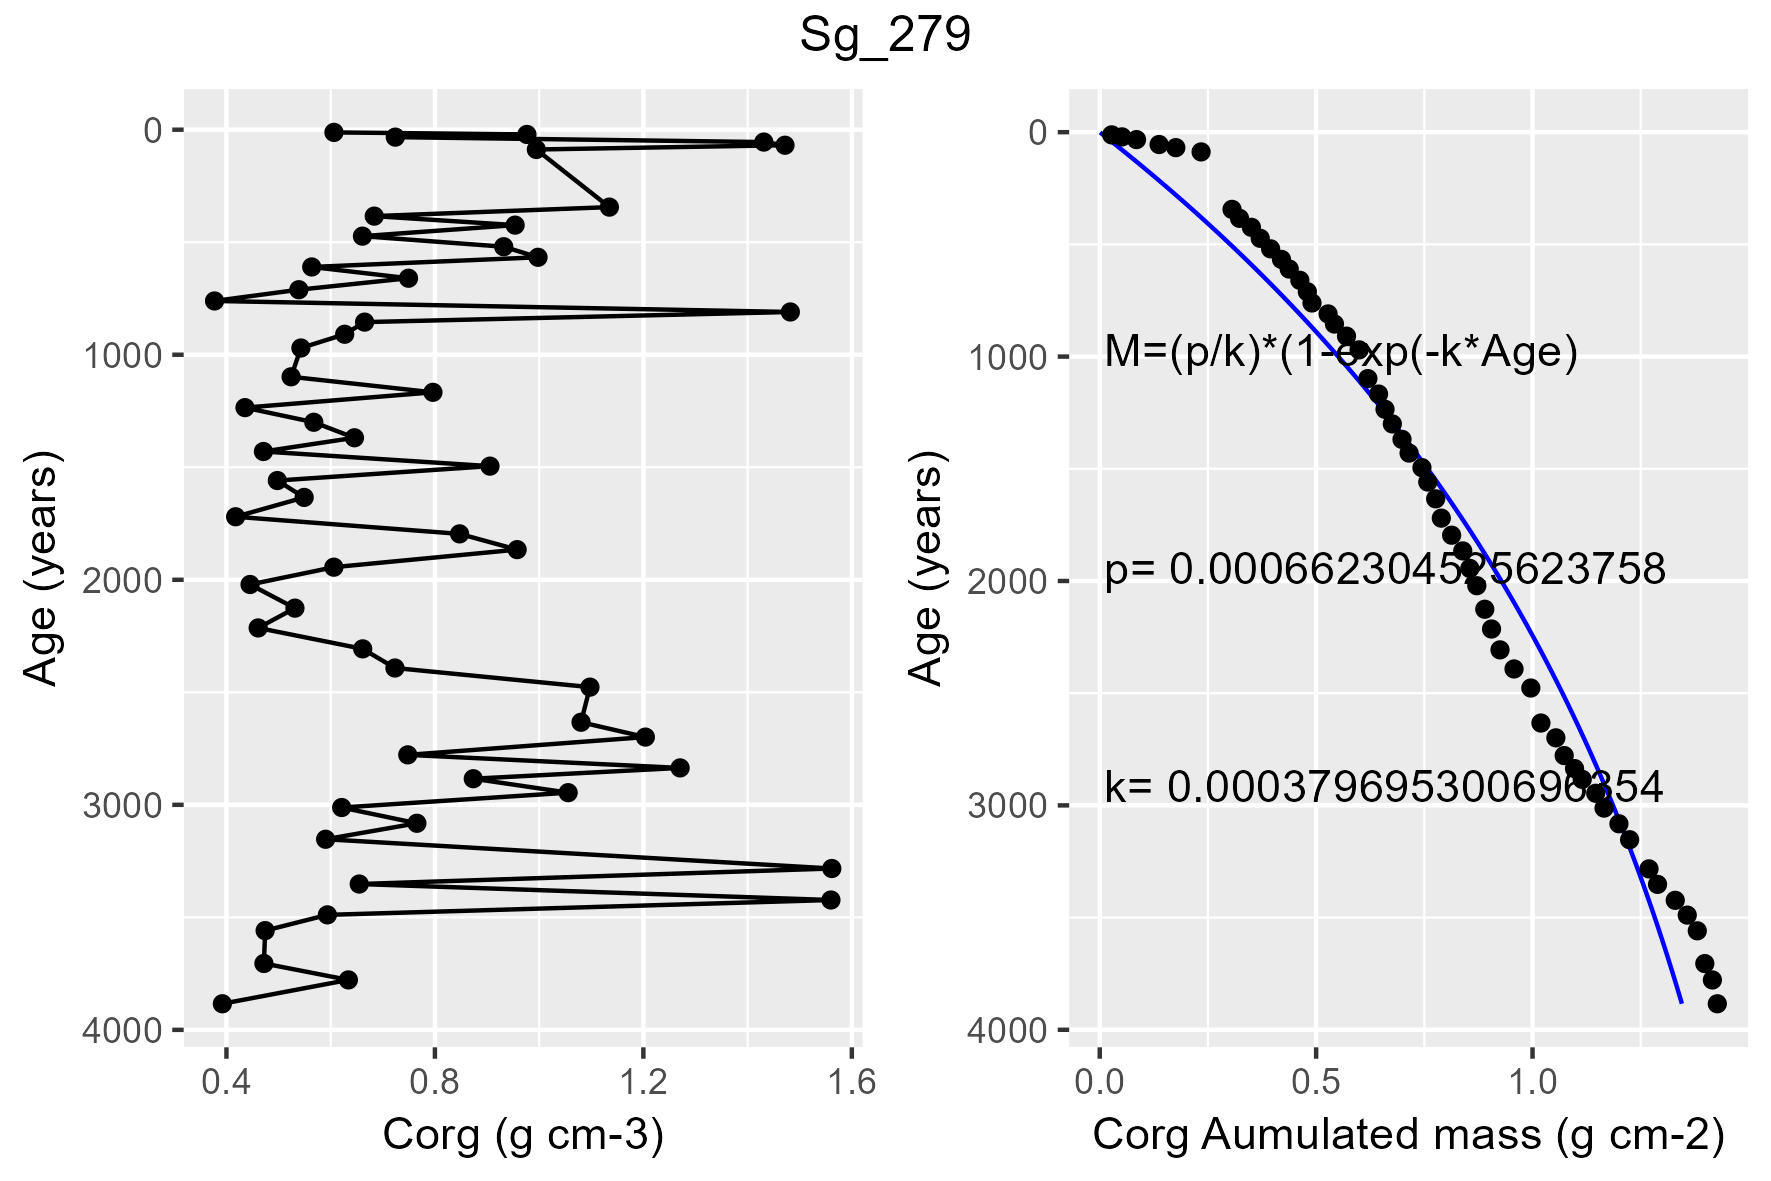 Sg_279
0
1000
2000
3000
4000
Age (years)
0.4 0.8 1.2 1.6
Corg (g cm-3)
0
1000
2000
3000
4000
Age (years)
M=(p/k)*(1-exp(-k*Age)
p= 0.000662304525623758
k= 0.000379695300696354
0.0 0.5 1.0
Corg Aumulated mass (g cm-2)